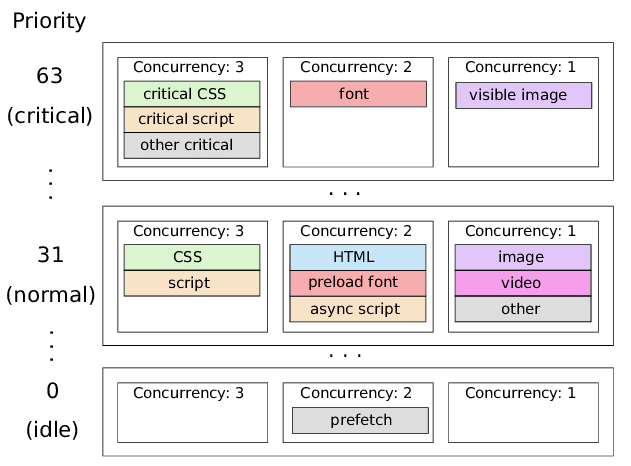 Priority
63
(critical)
Concurrency: 3
critical CSS
critical script
other critical
Concurrency: 2
font
Concurrency: 1
visible image
. . .
. . .
31
(normal)
Concurrency: 3
CSS
script
Concurrency: 2
HTML
preload font
async script
Concurrency: 1
image
video
other
. . .
. . .
0
(idle)
Concurrency: 3
Concurrency: 2
prefetch
Concurrency: 1